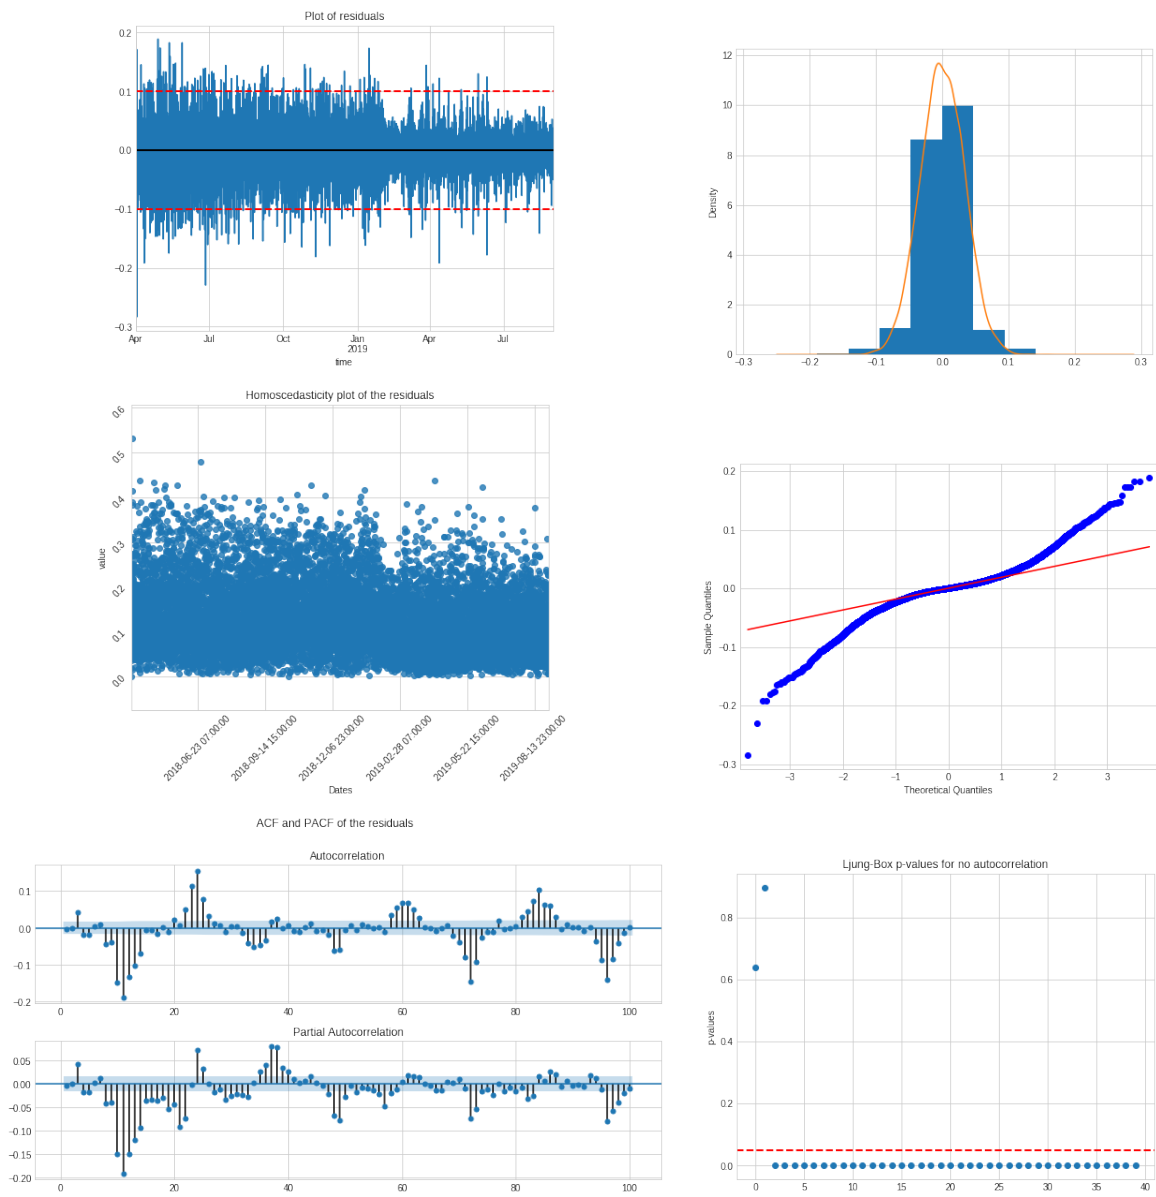 Plot of residuals
0.2
0.1
0.0
−0.1
−0.2
−0.3
Apr Jul Oct Jan Apr Jul
2019
time
12
10
8
6
4
2
0
Density
−0.3 −0.2 −0.1 0.0 0.1 0.2 0.3
Homoscedasticity plot of the residuals
0.6
0.5
0.4
0.3
0.2
0.1
0.0
value
2018-06-23 07:00:00
2018-09-14 15:00:00
2018-12-06 23:00:00
2019-02-28 07:00:00
2019-05-22 15:00:00
2019-08-13 23:00:00
Dates
0.2
0.1
0.0
−0.1
−0.2
−0.3
Sample Quantiles
−3 −2 −1 0 1 2 3
Theoretical Quantiles
ACF and PACF of the residuals
Autocorrelation
0.1
0.0
−0.1
−0.2
0 20 40 60 80 100
Partial Autocorrelation
0.05
0.00
−0.05
−0.10
−0.15
−0.20
0 20 40 60 80 100
Ljung-Box p-values for no autocorrelation
0.8
0.6
0.4
0.2
0.0
p-values
0 5 10 15 20 25 30 35 40